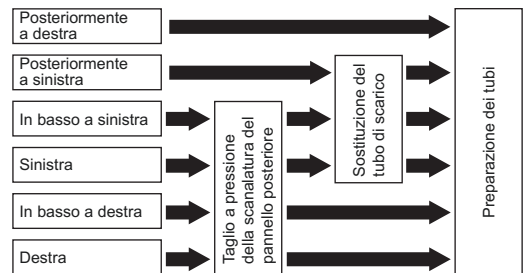 Posteriormente
a destra
Posteriormente
a sinistra
In basso a sinistra
Sinistra
In basso a destra
Destra
Taglio a pressione
della scanalatura del
pannello posteriore
Sostituzione del
tubo di scarico
Preparazione dei tubi